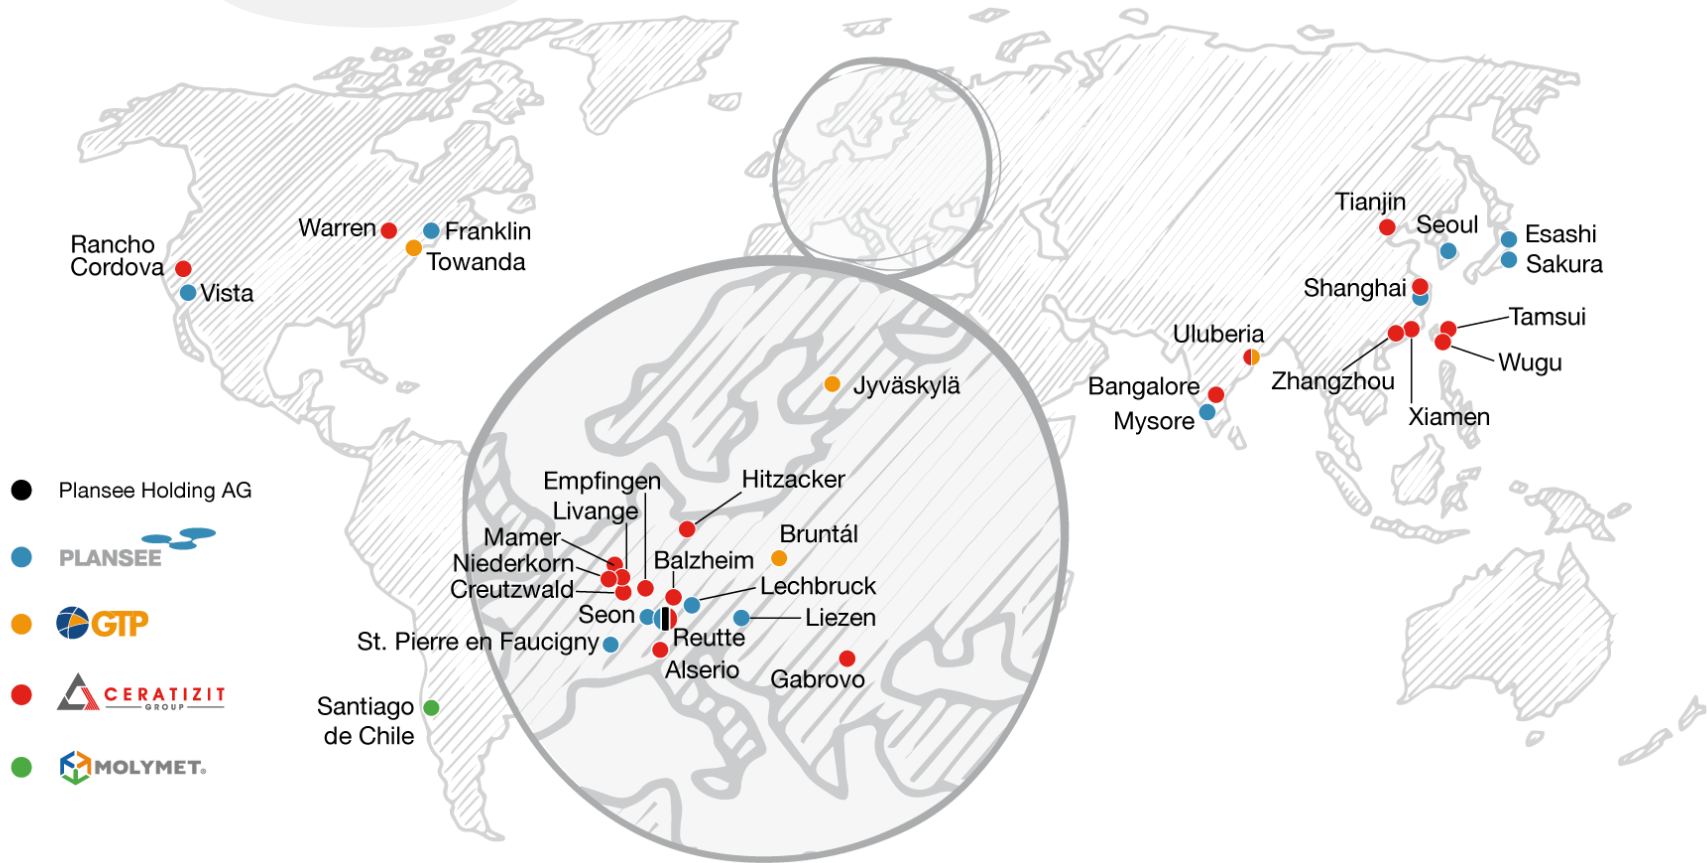 Rancho
Cordova
Vista
Warren
Franklin
Towanda
Tianjin
Seoul
Esashi
Sakura
Shanghai
Tamsui
Wugu
Uluberia
Zhangzhou
Xiamen
Bangalore
Mysore
Jyväskylä
Empfingen
Hitzacker
Livange
Mamer
Bruntál
Niederkorn
Balzheim
Creutzwald
Lechbruck
Seon
Liezen
Reutte
St. Pierre en Faucigny
Alserio
Gabrovo
Santiago
de Chile
Plansee Holding AG
PLANSEE
GTP
CERATIZIT
GROUP
MOLYMET®